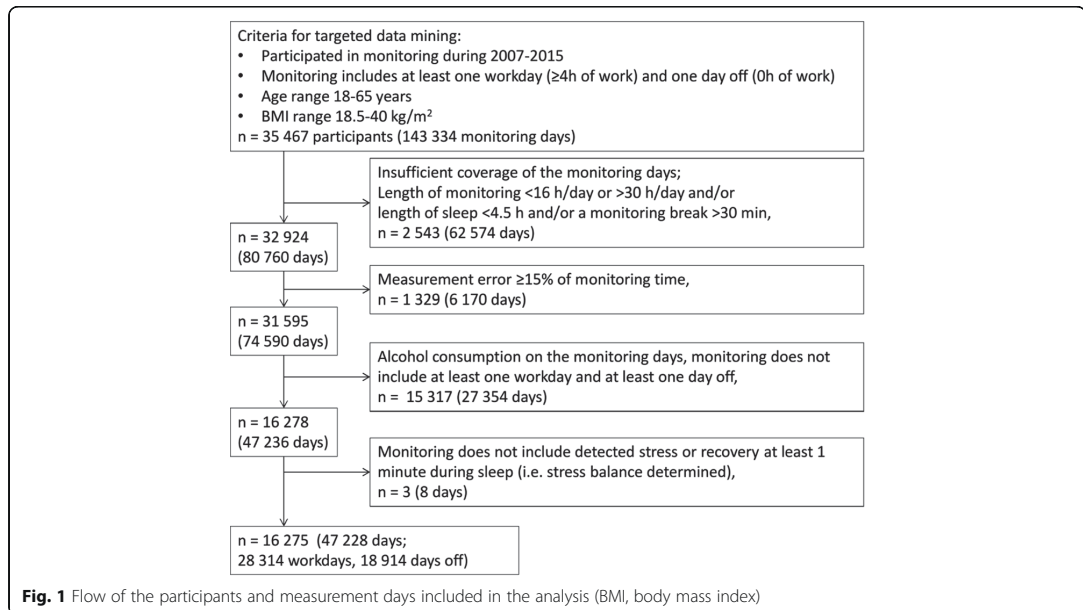 Criteria for targeted data mining:
• Participated in monitoring during 2007-2015
• Monitoring includes at least one workday (≥4h of work) and one day off (0h of work)
• Age range 18-65 years
• BMI range 18.5-40 kg/m²
n = 35 467 participants (143 334 monitoring days)
Insufficient coverage of the monitoring days;
Length of monitoring <16 h/day or >30 h/day and/or
length of sleep <4.5 h and/or a monitoring break >30 min,
n = 2 543 (62 574 days)
n = 32 924
(80 760 days)
Measurement error ≥15% of monitoring time,
n = 1 329 (6 170 days)
n = 31 595
(74 590 days)
Alcohol consumption on the monitoring days, monitoring does not
include at least one workday and at least one day off,
n = 15 317 (27 354 days)
n = 16 278
(47 236 days)
Monitoring does not include detected stress or recovery at least 1
minute during sleep (i.e. stress balance determined),
n = 3 (8 days)
n = 16 275 (47 228 days;
28 314 workdays, 18 914 days off)
Fig. 1 Flow of the participants and measurement days included in the analysis (BMI, body mass index)